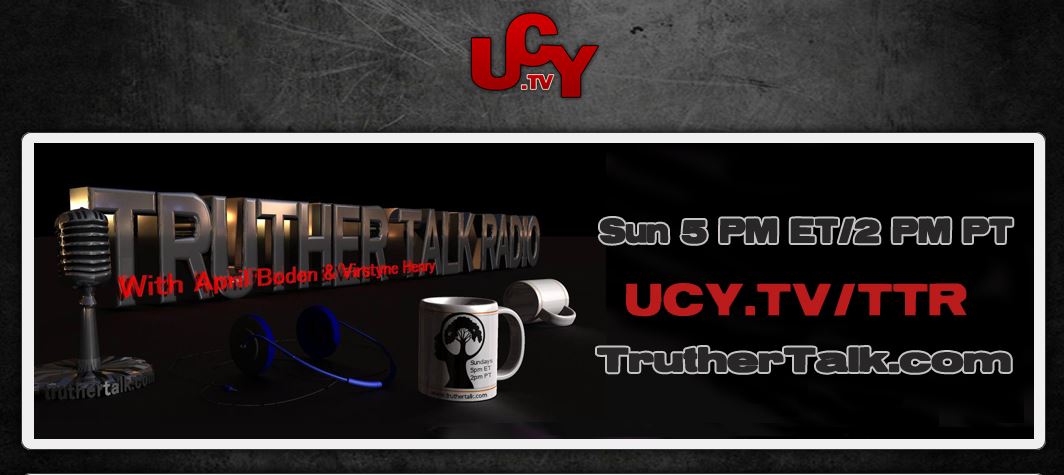 UCY
.TV
TRUTHER TALK RADIO
With April Boden & Virstyne Henry
Sun 5 PM ET/2 PM PT
UCY.TV/TTR
TrutherTalk.com
Sundays
5pm ET
2pm PT
www.truthertalk.com
truthertalk.com